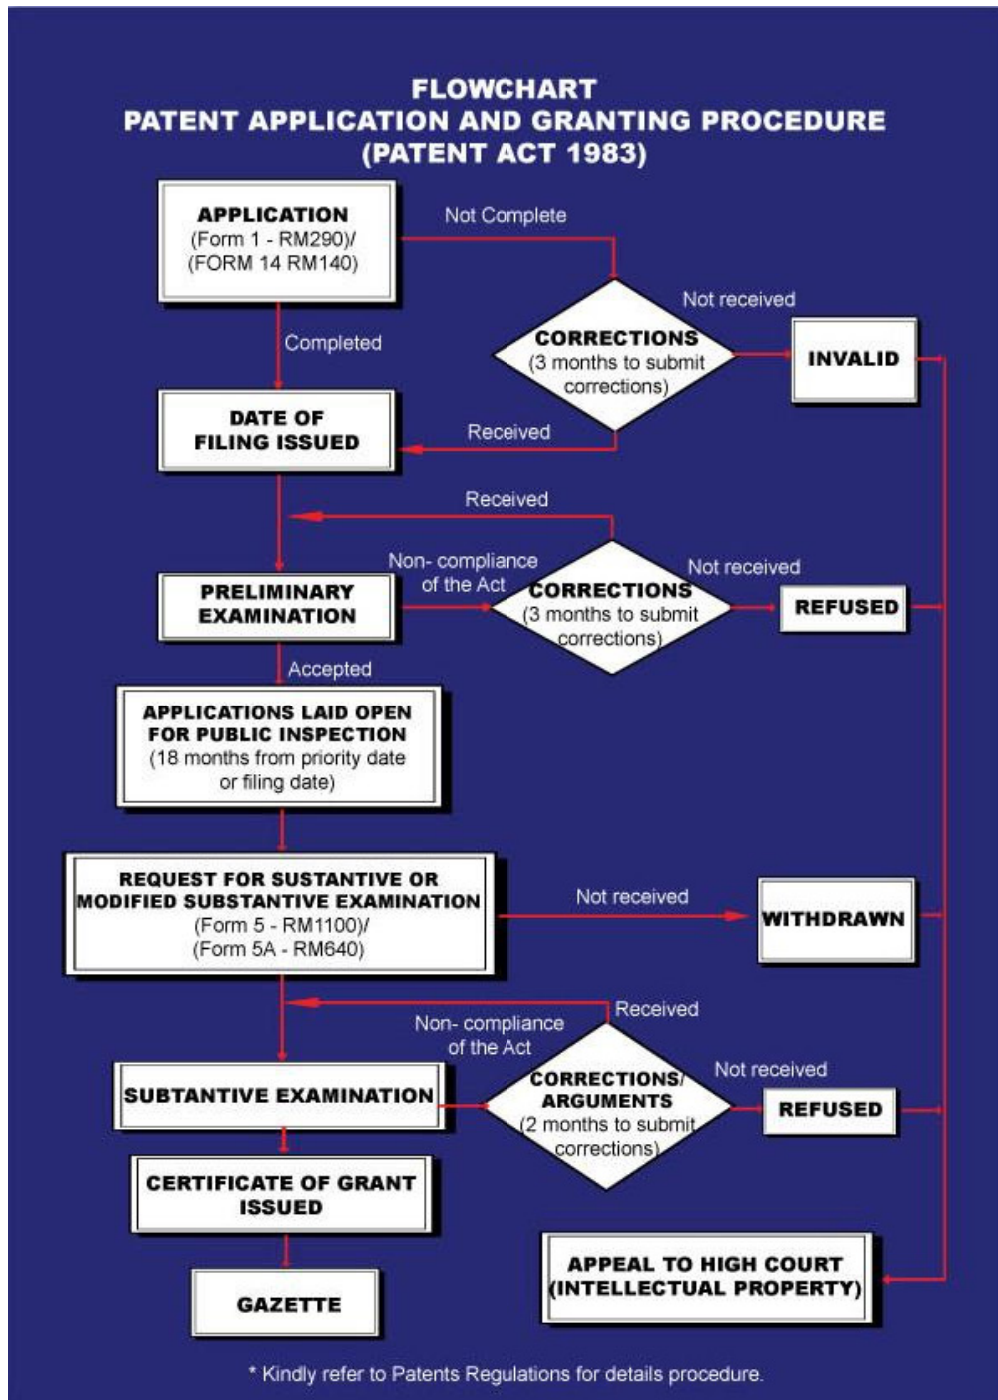 FLOWCHART
PATENT APPLICATION AND GRANTING PROCEDURE
(PATENT ACT 1983)
APPLICATION
(Form 1 - RM290)/
(FORM 14 RM140)
Not Complete
Completed
CORRECTIONS
(3 months to submit
corrections)
Not received
INVALID
DATE OF
FILING ISSUED
Received
Received
PRELIMINARY
EXAMINATION
Non- compliance
of the Act
CORRECTIONS
(3 months to submit
corrections)
Not received
REFUSED
Accepted
APPLICATIONS LAID OPEN
FOR PUBLIC INSPECTION
(18 months from priority date
or filing date)
REQUEST FOR SUSTANTIVE OR
MODIFIED SUBSTANTIVE EXAMINATION
(Form 5 - RM1100)/
(Form 5A - RM640)
Not received
WITHDRAWN
Received
Non- compliance
of the Act
SUBTANTIVE EXAMINATION
CORRECTIONS/
ARGUMENTS
(2 months to submit
corrections)
Not received
REFUSED
CERTIFICATE OF GRANT
ISSUED
GAZETTE
APPEAL TO HIGH COURT
(INTELLECTUAL PROPERTY)
* Kindly refer to Patents Regulations for details procedure.